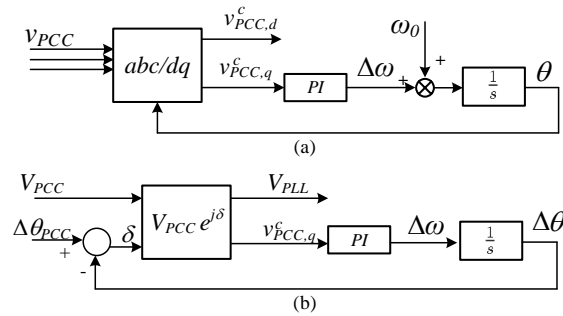 v_PCC
abc/dq
v^c_PCC,d
v^c_PCC,q
PI
Δω
+
ω_0
+
1/s
θ
(a)
V_PCC
Δθ_PCC
+
-
δ
V_PCC e^jδ
V_PLL
v^c_PCC,q
PI
Δω
1/s
Δθ
(b)